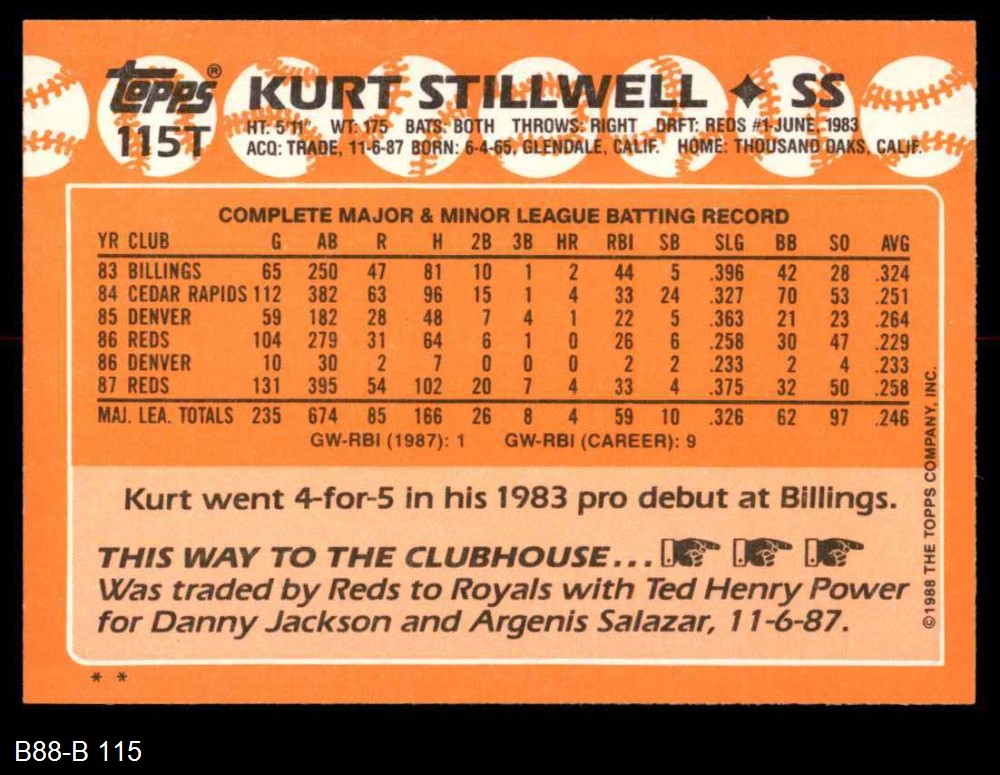 topps®
115T
KURT STILLWELL ♦ SS
HT: 5'11" WT: 175 BATS: BOTH THROWS: RIGHT DRFT: REDS #1-JUNE, 1983
ACQ: TRADE, 11-6-87 BORN: 6-4-65, GLENDALE, CALIF. HOME: THOUSAND OAKS, CALIF.
COMPLETE MAJOR & MINOR LEAGUE BATTING RECORD
YR CLUB G AB R H 2B 3B HR RBI SB SLG BB SO AVG
83 BILLINGS 65 250 47 81 10 1 2 44 5 .396 42 28 .324
84 CEDAR RAPIDS 112 382 63 96 15 1 4 33 24 .327 70 53 .251
85 DENVER 59 182 28 48 7 4 1 22 5 .363 21 23 .264
86 REDS 104 279 31 64 6 1 0 26 6 .258 30 47 .229
86 DENVER 10 30 2 7 0 0 0 2 2 .233 2 4 .233
87 REDS 131 395 54 102 20 7 4 33 4 .375 32 50 .258
MAJ. LEA. TOTALS 235 674 85 166 26 8 4 59 10 .326 62 97 .246
GW-RBI (1987): 1 GW-RBI (CAREER): 9
Kurt went 4-for-5 in his 1983 pro debut at Billings.
THIS WAY TO THE CLUBHOUSE...
Was traded by Reds to Royals with Ted Henry Power
for Danny Jackson and Argenis Salazar, 11-6-87.
©1988 THE TOPPS COMPANY, INC.
* *
B88-B 115